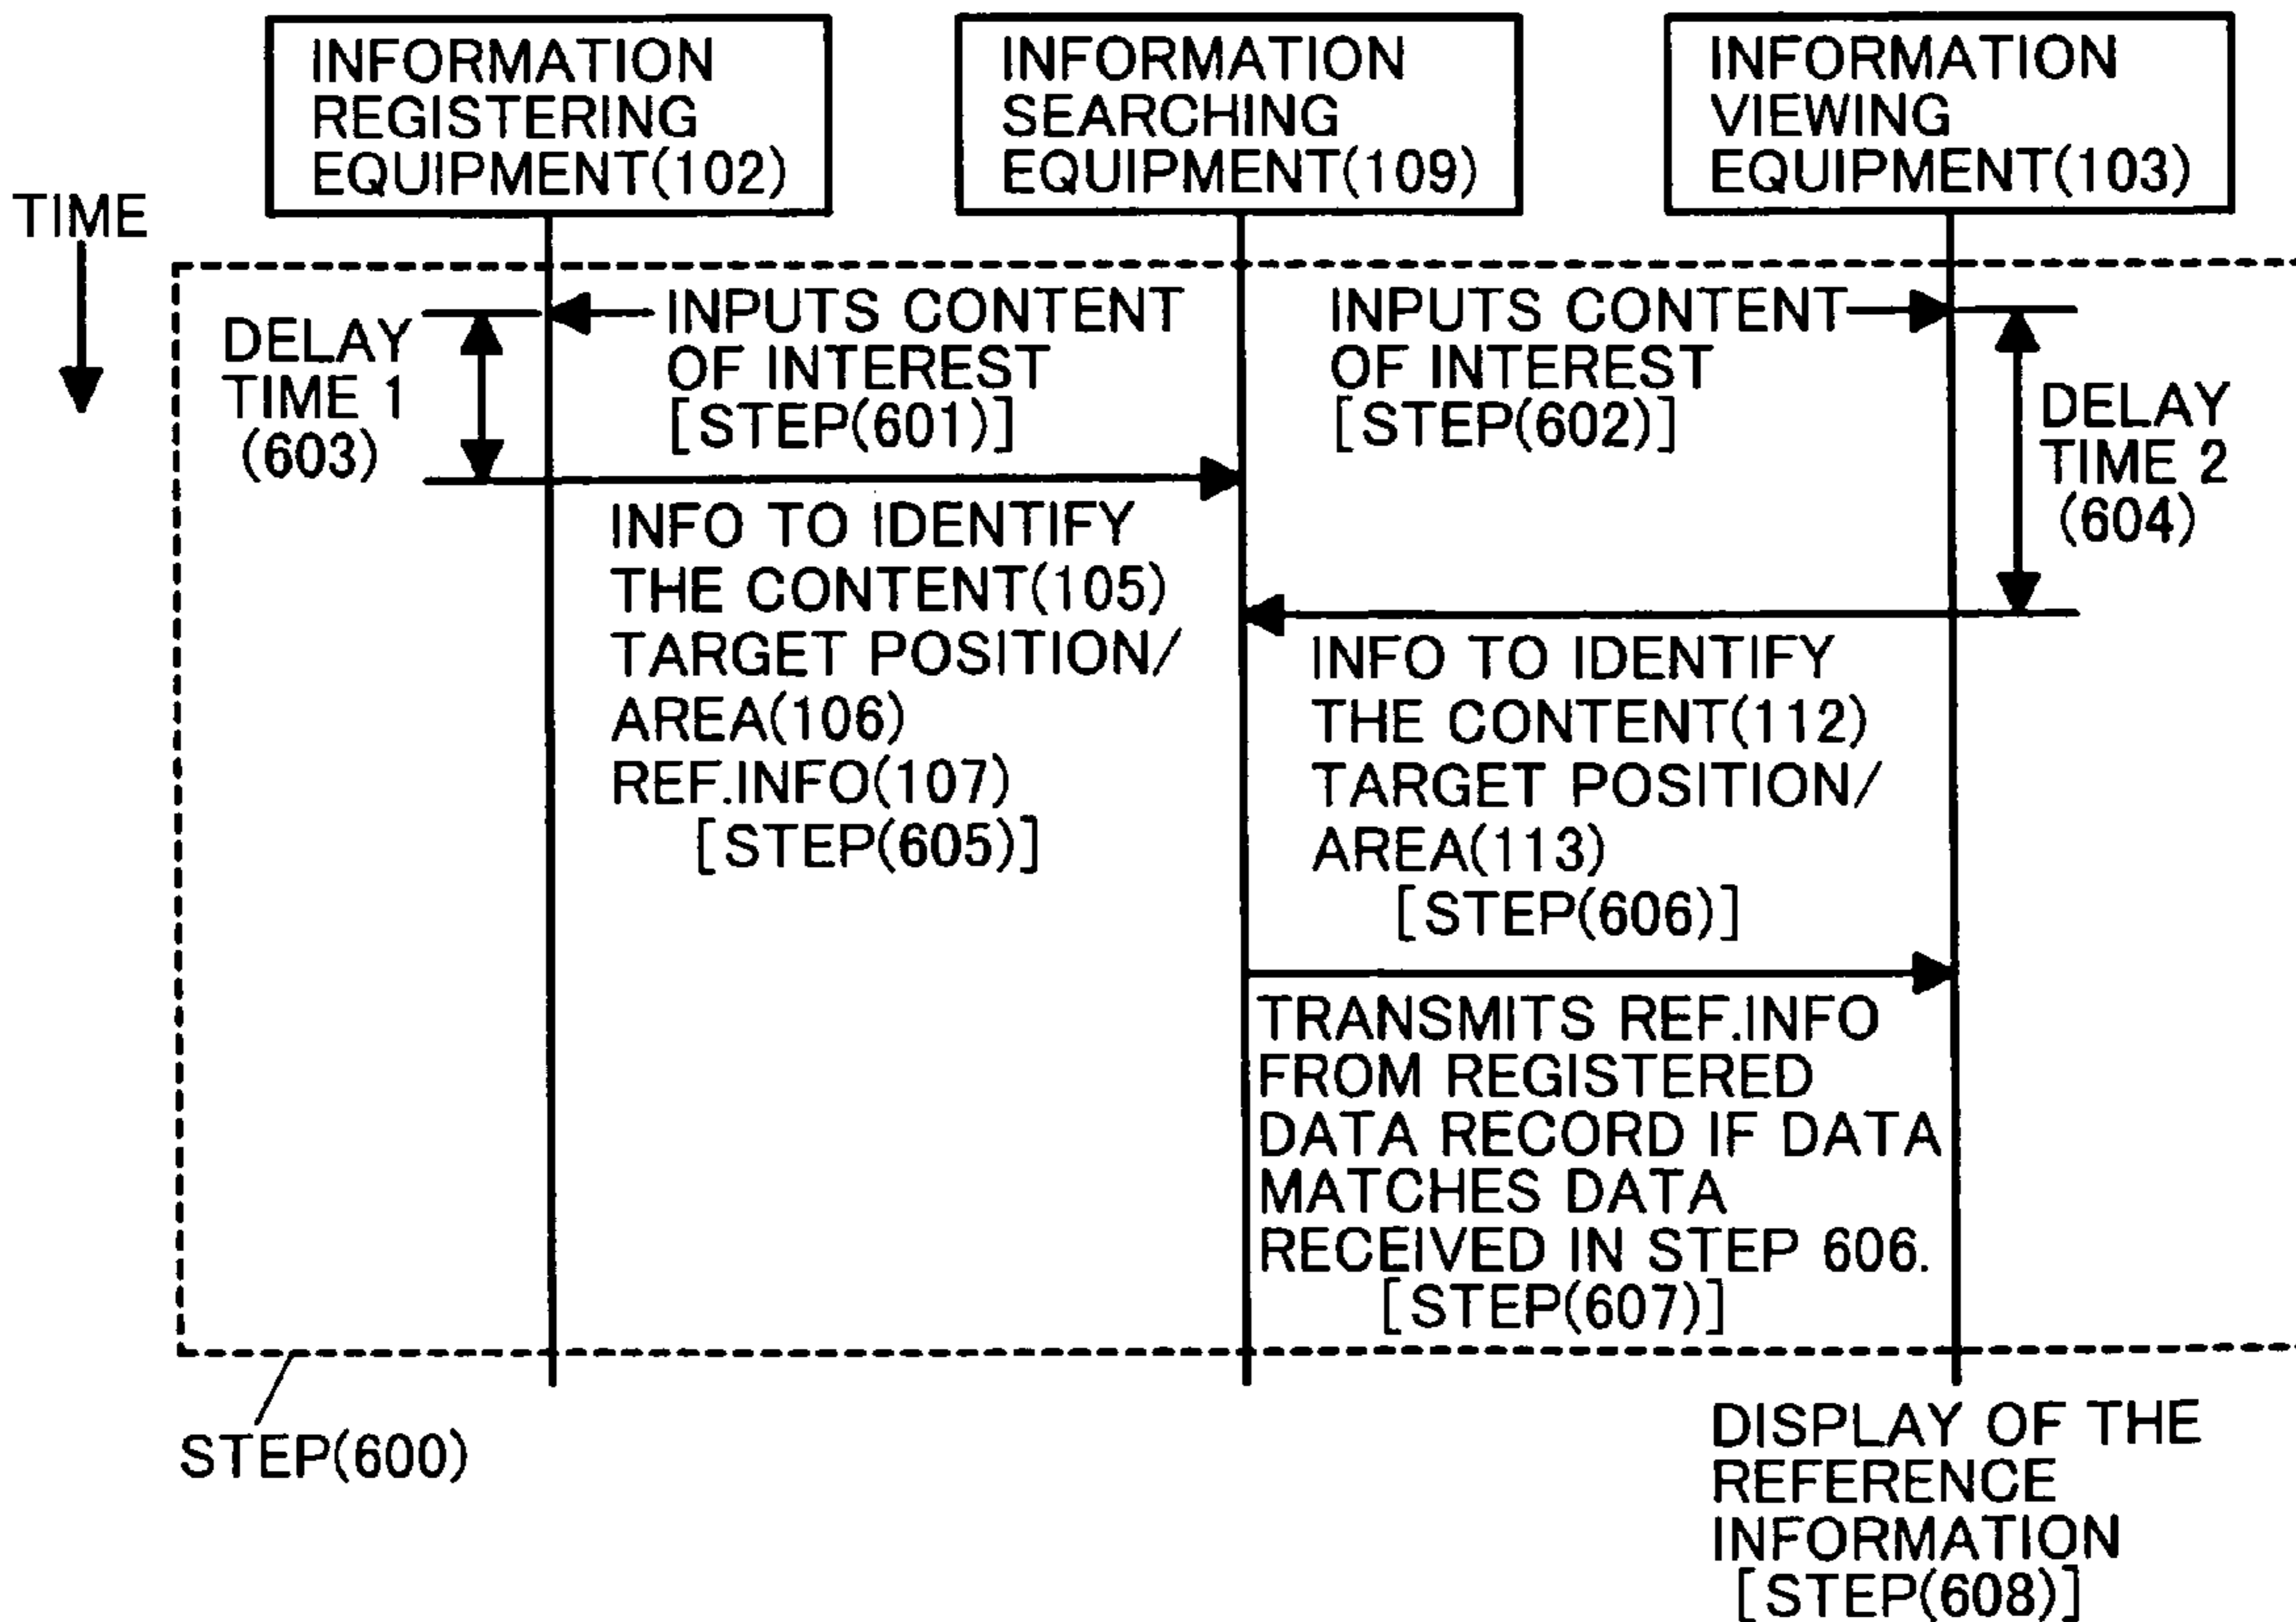 INFORMATION
REGISTERING
EQUIPMENT(102)
INFORMATION
SEARCHING
EQUIPMENT(109)
INFORMATION
VIEWING
EQUIPMENT(103)
TIME
DELAY
TIME 1
(603)
INPUTS CONTENT
OF INTEREST
[STEP(601)]
INPUTS CONTENT
OF INTEREST
[STEP(602)]
DELAY
TIME 2
(604)
INFO TO IDENTIFY
THE CONTENT(105)
TARGET POSITION/
AREA(106)
REF.INFO(107)
[STEP(605)]
INFO TO IDENTIFY
THE CONTENT(112)
TARGET POSITION/
AREA(113)
[STEP(606)]
TRANSMITS REF.INFO
FROM REGISTERED
DATA RECORD IF DATA
MATCHES DATA
RECEIVED IN STEP 606.
[STEP(607)]
STEP(600)
DISPLAY OF THE
REFERENCE
INFORMATION
[STEP(608)]